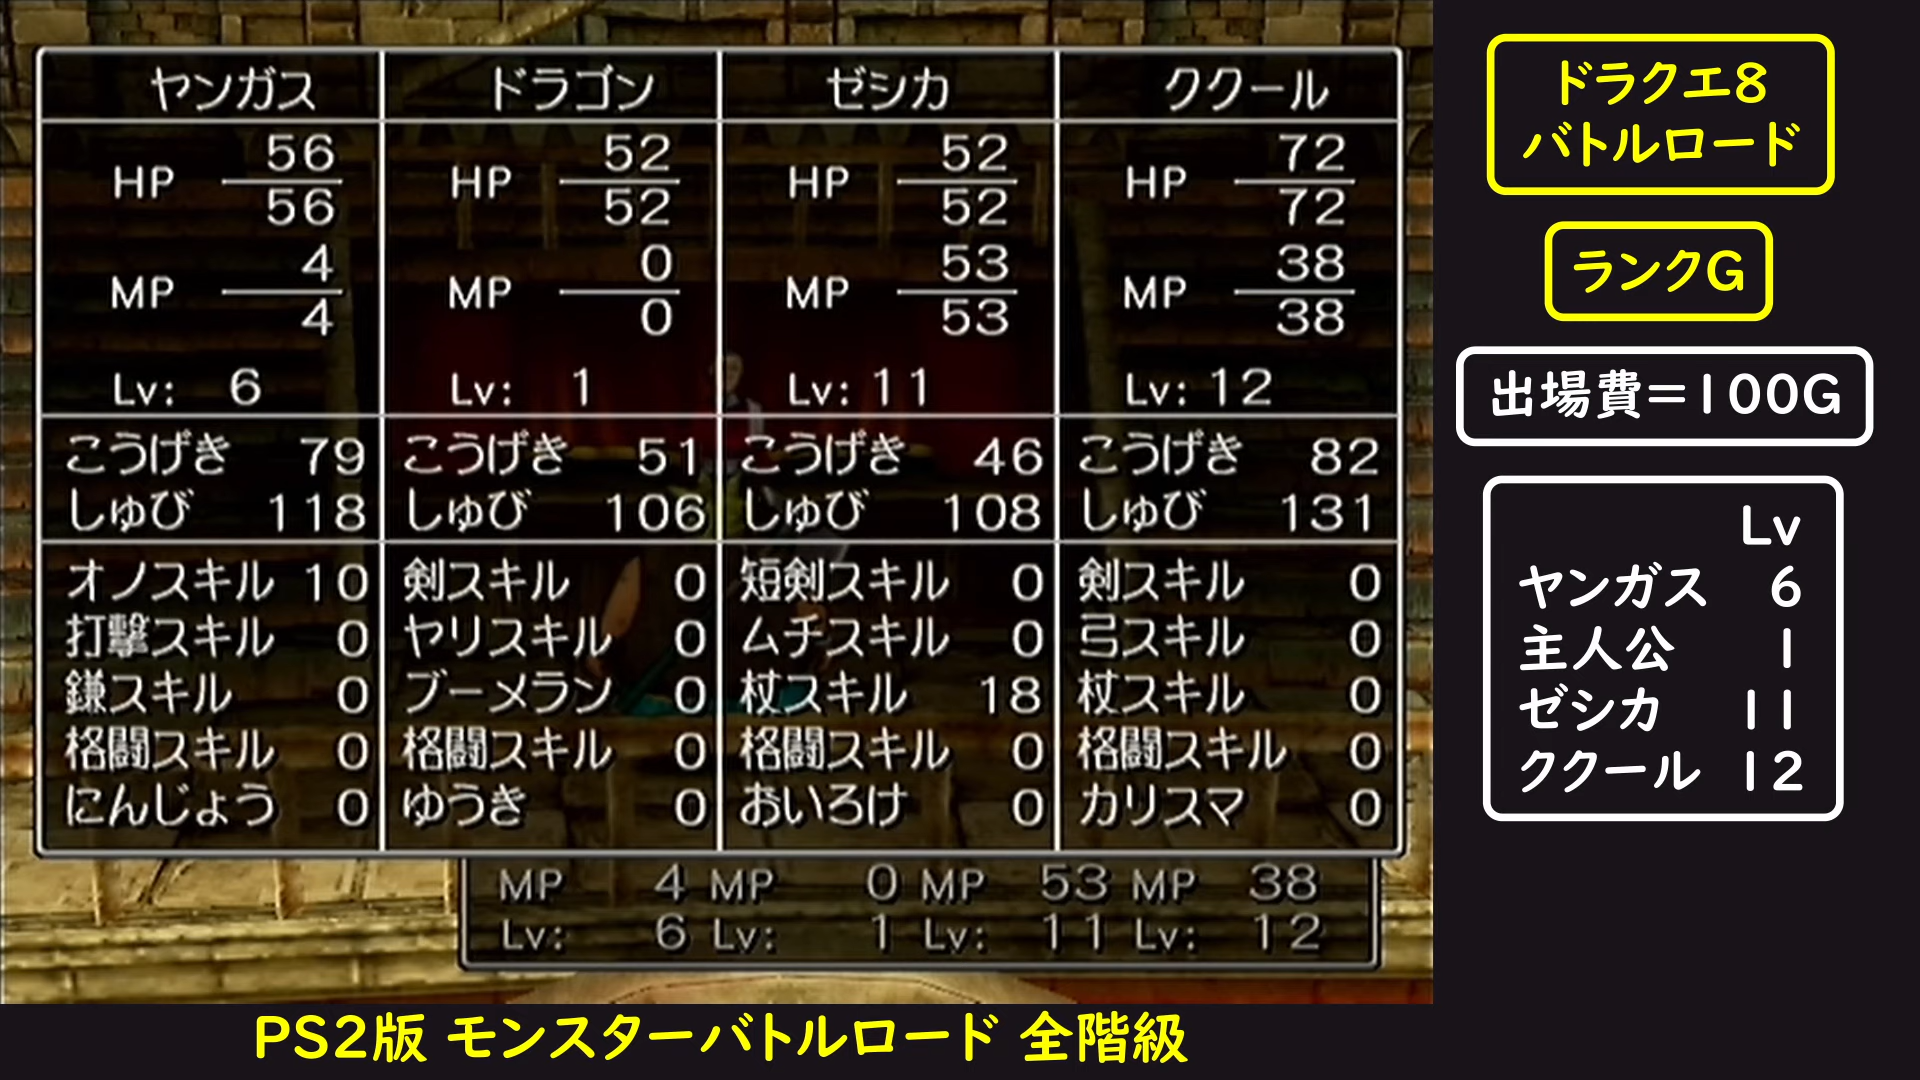 ヤンガス ドラゴン ゼシカ ククール
HP 56 HP 52 HP 52 HP 72
56 52 52 72
MP 4 MP 0 MP 53 MP 38
4 0 53 38
Lv: 6 Lv: 1 Lv: 11 Lv: 12
こうげき 79 こうげき 51 こうげき 46 こうげき 82
しゅび 118 しゅび 106 しゅび 108 しゅび 131
オノスキル 10 剣スキル 0 短剣スキル 0 剣スキル 0
打撃スキル 0 ヤリスキル 0 ムチスキル 0 弓スキル 0
鎌スキル 0 ブーメラン 0 杖スキル 18 杖スキル 0
格闘スキル 0 格闘スキル 0 格闘スキル 0 格闘スキル 0
にんじょう 0 ゆうき 0 おいろけ 0 カリスマ 0
MP 4 MP 0 MP 53 MP 38
Lv: 6 Lv: 1 Lv: 11 Lv: 12
ドラクエ8
バトルロード
ランクG
出場費=100G
Lv
ヤンガス 6
主人公 1
ゼシカ 11
ククール 12
PS2版 モンスターバトルロード 全階級